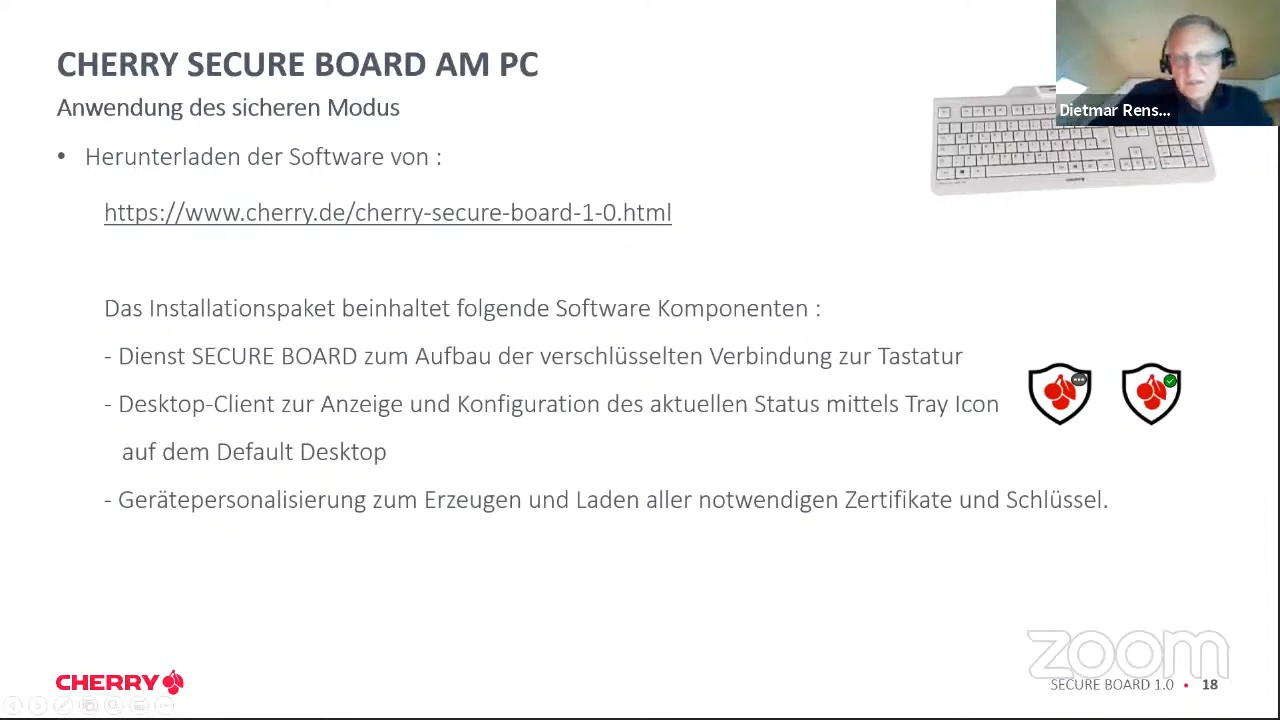 CHERRY SECURE BOARD AM PC
Anwendung des sicheren Modus
Dietmar Rens...
• Herunterladen der Software von :
https://www.cherry.de/cherry-secure-board-1-0.html
Das Installationspaket beinhaltet folgende Software Komponenten :
- Dienst SECURE BOARD zum Aufbau der verschlüsselten Verbindung zur Tastatur
- Desktop-Client zur Anzeige und Konfiguration des aktuellen Status mittels Tray Icon
auf dem Default Desktop
- Gerätepersonalisierung zum Erzeugen und Laden aller notwendigen Zertifikate und Schlüssel.
zoom
CHERRY
SECURE BOARD 1.0 • 18